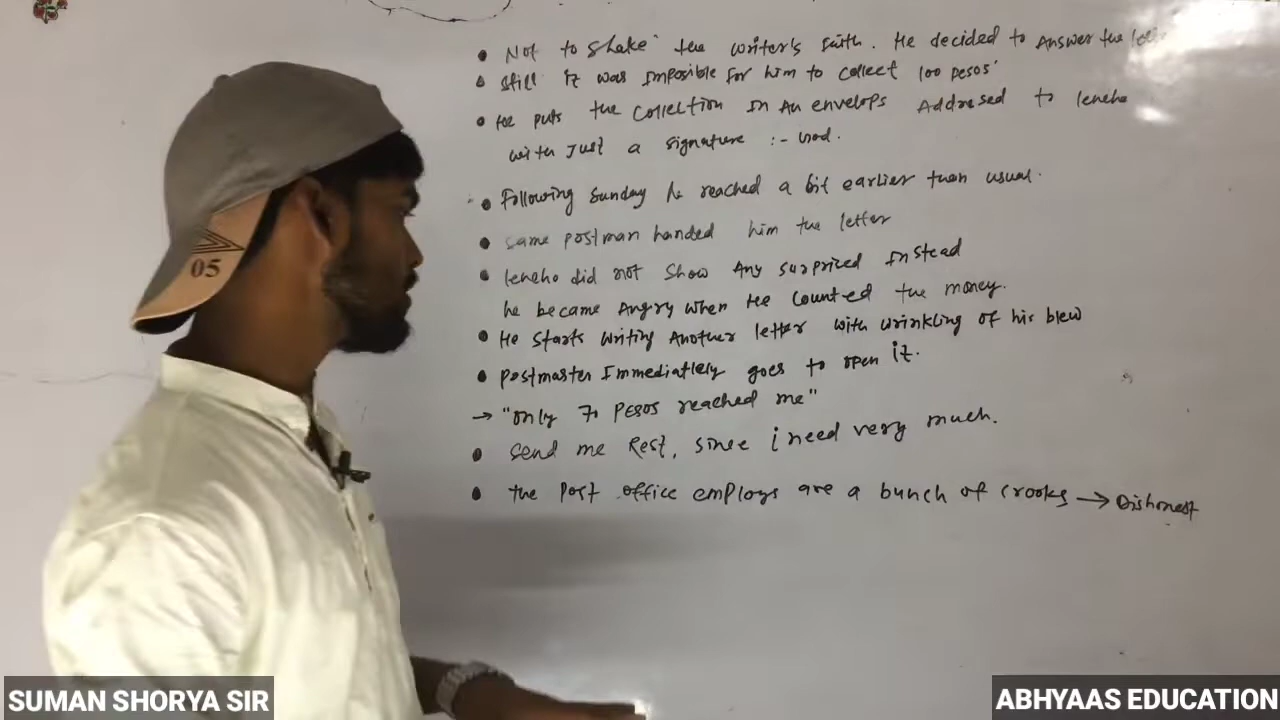 Not to shake the writer's faith. He decided to Answer the
still it was Imposible for him to collect 100 pesos'
He puts the collection In An envelops Addresed to lencho
with Just a signature :- God.
Following Sunday he reached a bit earlier than usual.
same postman handed him the letter
lencho did not show Any surprised Instead
he became Angry when He counted the money.
He starts writing Another letter with wrinkling of his blew
postmaster Immediatlely goes to open it.
→ "only 70 pesos reached me"
send me Rest, since i need very much.
the post office employs are a bunch of crooks → Dishonest
05
SUMAN SHORYA SIR
ABHYAAS EDUCATION